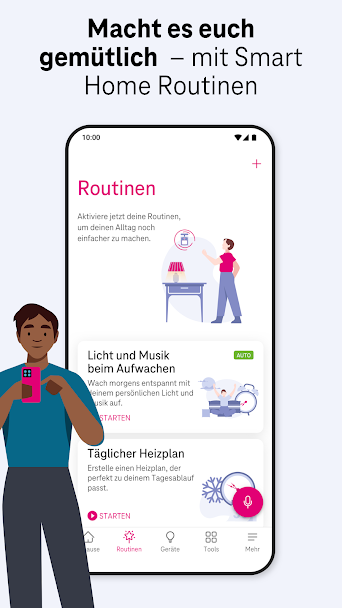 Macht es euch
gemütlich – mit Smart
Home Routinen
10:00
Routinen
Aktiviere jetzt deine Routinen,
um deinen Alltag noch
einfacher zu machen.
Licht und Musik
beim Aufwachen
AUTO
Wach morgens entspannt mit
deinem persönlichen Licht und
Musik auf.
STARTEN
Täglicher Heizplan
Erstelle einen Heizplan, der
perfekt zu deinem Tagesablauf
passt.
STARTEN
ause
Routinen
Geräte
Tools
Mehr